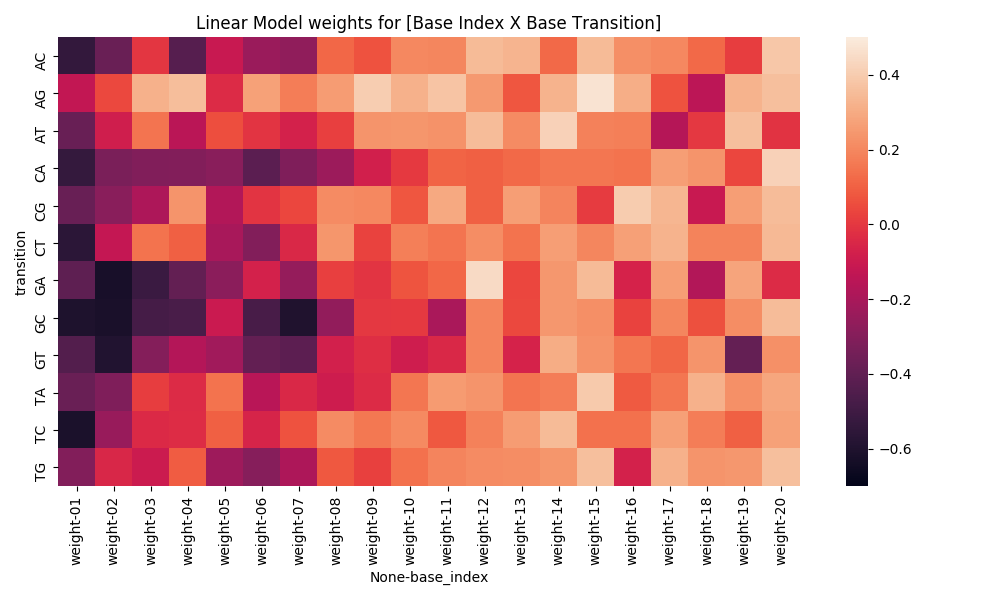 Linear Model weights for [Base Index X Base Transition]
transition
AC
AG
AT
CA
CG
CT
GA
GC
GT
TA
TC
TG
weight-01
weight-02
weight-03
weight-04
weight-05
weight-06
weight-07
weight-08
weight-09
weight-10
weight-11
weight-12
weight-13
weight-14
weight-15
weight-16
weight-17
weight-18
weight-19
weight-20
None-base_index
0.4
0.2
0.0
−0.2
−0.4
−0.6